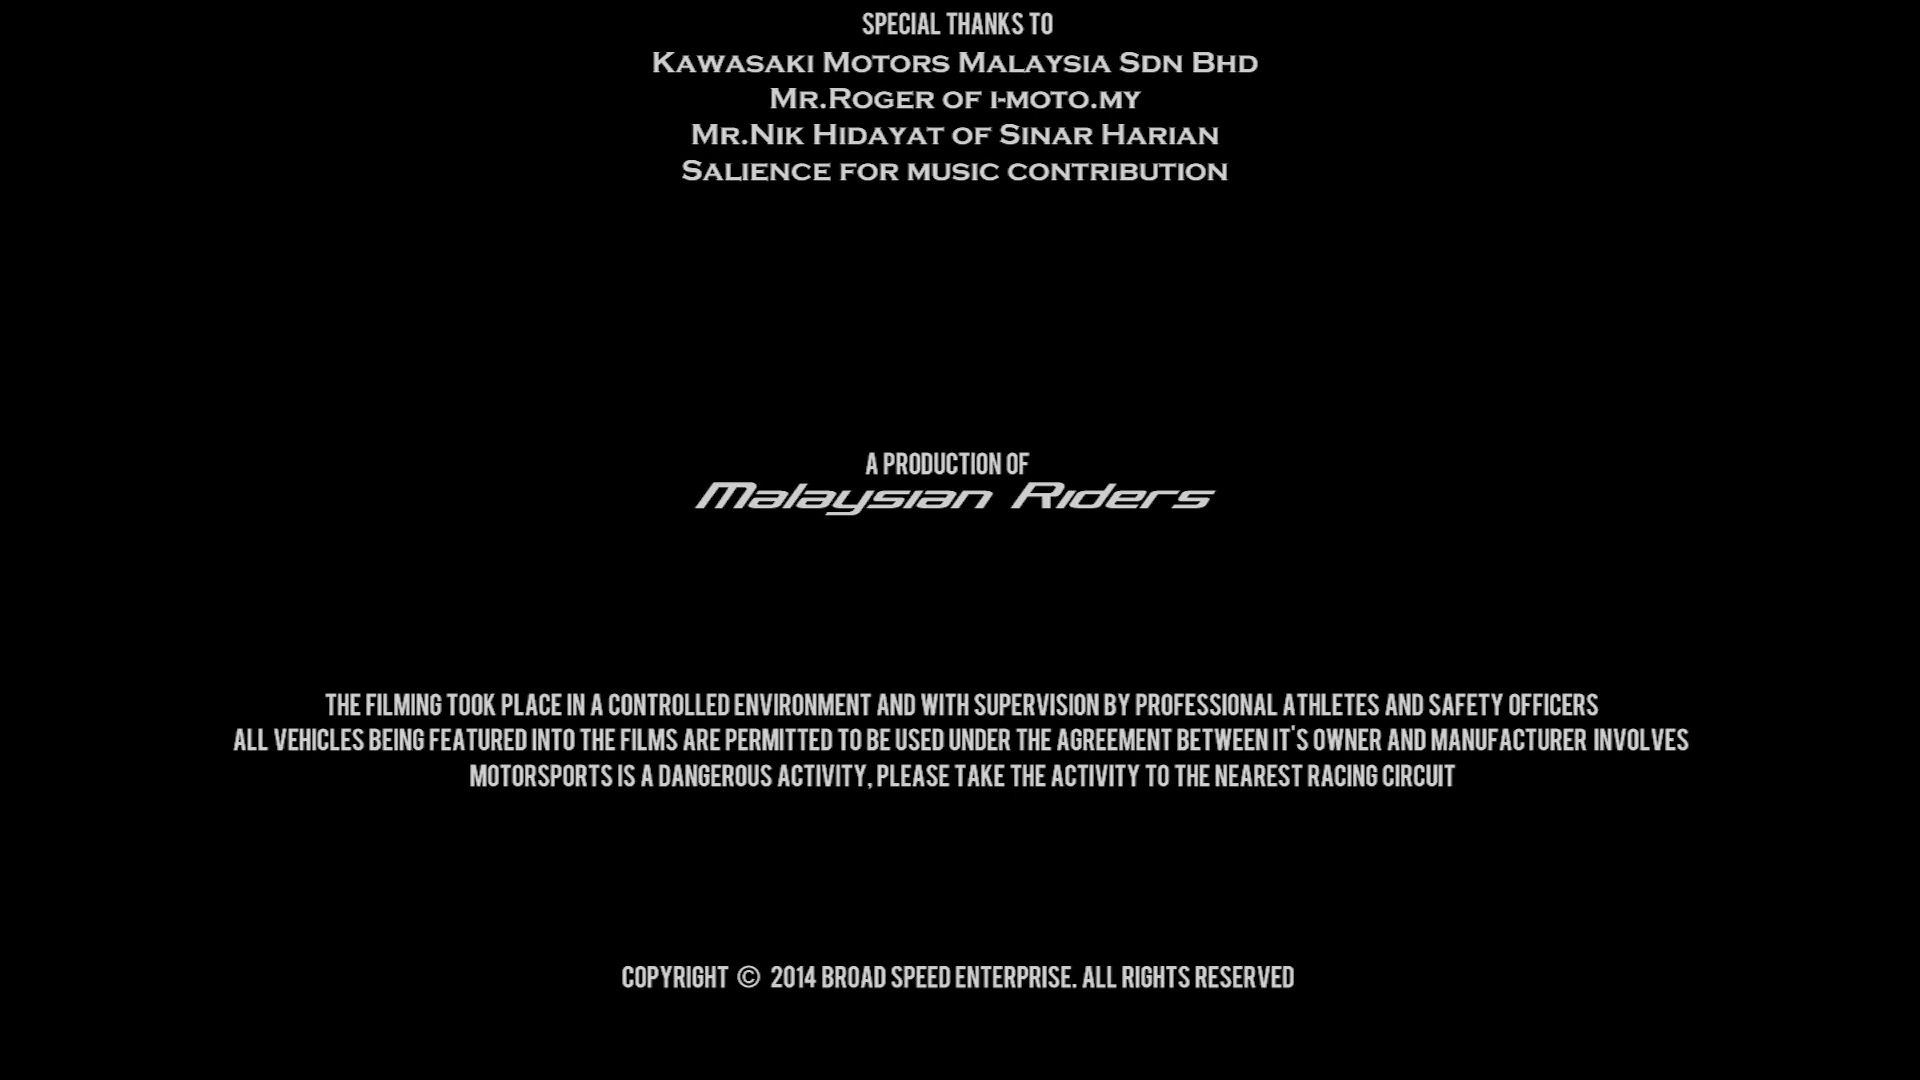 SPECIAL THANKS TO
KAWASAKI MOTORS MALAYSIA SDN BHD
MR.ROGER OF I-MOTO.MY
MR.NIK HIDAYAT OF SINAR HARIAN
SALIENCE FOR MUSIC CONTRIBUTION
A PRODUCTION OF
Malaysian Riders
THE FILMING TOOK PLACE IN A CONTROLLED ENVIRONMENT AND WITH SUPERVISION BY PROFESSIONAL ATHLETES AND SAFETY OFFICERS
ALL VEHICLES BEING FEATURED INTO THE FILMS ARE PERMITTED TO BE USED UNDER THE AGREEMENT BETWEEN IT'S OWNER AND MANUFACTURER INVOLVES
MOTORSPORTS IS A DANGEROUS ACTIVITY, PLEASE TAKE THE ACTIVITY TO THE NEAREST RACING CIRCUIT
COPYRIGHT © 2014 BROAD SPEED ENTERPRISE. ALL RIGHTS RESERVED